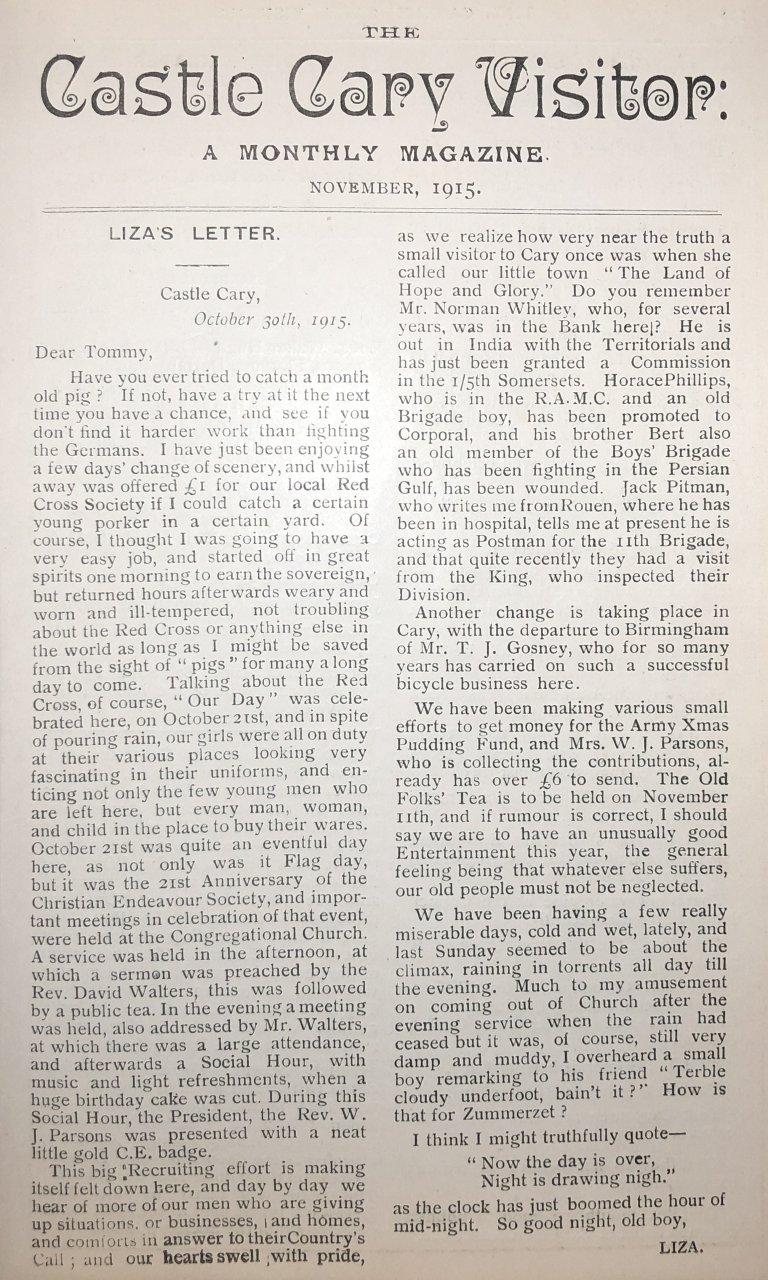 THE
Castle Cary Visitor:
A MONTHLY MAGAZINE.
NOVEMBER, 1915.
LIZA'S LETTER.
Castle Cary,
October 30th, 1915.
Dear Tommy,
Have you ever tried to catch a month
old pig ? If not, have a try at it the next
time you have a chance, and see if you
don't find it harder work than fighting
the Germans. I have just been enjoying
a few days' change of scenery, and whilst
away was offered £1 for our local Red
Cross Society if I could catch a certain
young porker in a certain yard. Of
course, I thought I was going to have a
very easy job, and started off in great
spirits one morning to earn the sovereign,
but returned hours afterwards weary and
worn and ill-tempered, not troubling
about the Red Cross or anything else in
the world as long as I might be saved
from the sight of "pigs" for many a long
day to come. Talking about the Red
Cross, of course, "Our Day" was cele-
brated here, on October 21st, and in spite
of pouring rain, our girls were all on duty
at their various places looking very
fascinating in their uniforms, and en-
ticing not only the few young men who
are left here, but every man, woman,
and child in the place to buy their wares.
October 21st was quite an eventful day
here, as not only was it Flag day,
but it was the 21st Anniversary of the
Christian Endeavour Society, and impor-
tant meetings in celebration of that event,
were held at the Congregational Church.
A service was held in the afternoon, at
which a sermon was preached by the
Rev. David Walters, this was followed
by a public tea. In the evening a meeting
was held, also addressed by Mr. Walters,
at which there was a large attendance,
and afterwards a Social Hour, with
music and light refreshments, when a
huge birthday cake was cut. During this
Social Hour, the President, the Rev. W.
J. Parsons was presented with a neat
little gold C.E. badge.
This big Recruiting effort is making
itself felt down here, and day by day we
hear of more of our men who are giving
up situations, or businesses, and homes,
and comforts in answer to their Country's
Call ; and our hearts swell with pride,
as we realize how very near the truth a
small visitor to Cary once was when she
called our little town "The Land of
Hope and Glory." Do you remember
Mr. Norman Whitley, who, for several
years, was in the Bank here? He is
out in India with the Territorials and
has just been granted a Commission
in the 1/5th Somersets. Horace Phillips,
who is in the R.A.M.C. and an old
Brigade boy, has been promoted to
Corporal, and his brother Bert also
an old member of the Boys' Brigade
who has been fighting in the Persian
Gulf, has been wounded. Jack Pitman,
who writes me from Rouen, where he has
been in hospital, tells me at present he is
acting as Postman for the 11th Brigade,
and that quite recently they had a visit
from the King, who inspected their
Division.
Another change is taking place in
Cary, with the departure to Birmingham
of Mr. T. J. Gosney, who for so many
years has carried on such a successful
bicycle business here.
We have been making various small
efforts to get money for the Army Xmas
Pudding Fund, and Mrs. W. J. Parsons,
who is collecting the contributions, al-
ready has over £6 to send. The Old
Folks' Tea is to be held on November
11th, and if rumour is correct, I should
say we are to have an unusually good
Entertainment this year, the general
feeling being that whatever else suffers,
our old people must not be neglected.
We have been having a few really
miserable days, cold and wet, lately, and
last Sunday seemed to be about the
climax, raining in torrents all day till
the evening. Much to my amusement
on coming out of Church after the
evening service when the rain had
ceased but it was, of course, still very
damp and muddy, I overheard a small
boy remarking to his friend "Terble
cloudy underfoot, bain't it?" How is
that for Zummerzet ?
I think I might truthfully quote—
"Now the day is over,
Night is drawing nigh."
as the clock has just boomed the hour of
mid-night. So good night, old boy,
LIZA.